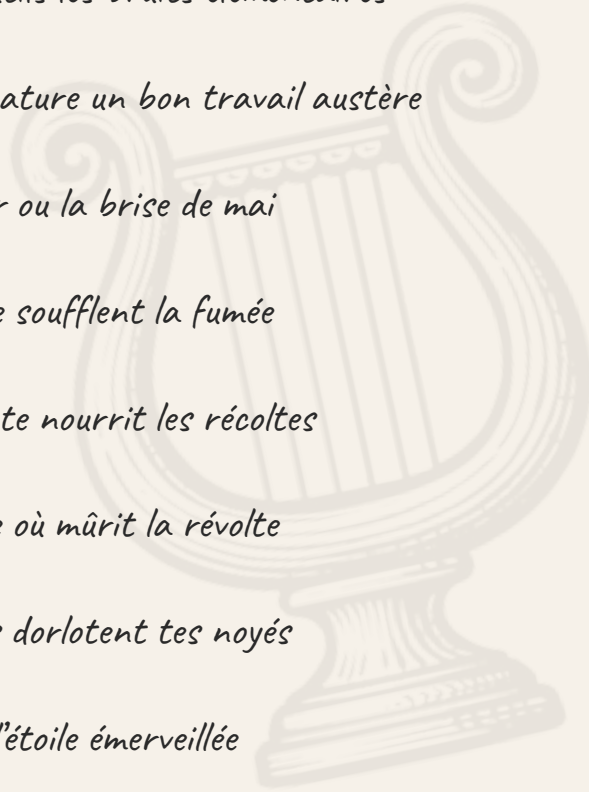 ature un bon travail austère
r ou la brise de mai
e soufflent la fumée
te nourrit les récoltes
e où mûrit la révolte
s dorlotent tes noyés
l'étoile émerveillée